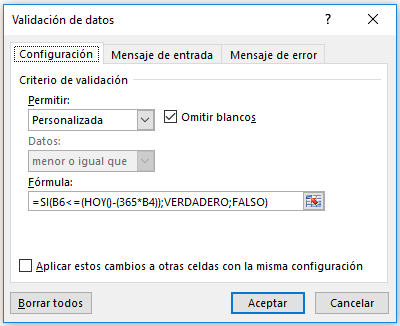 Validación de datos
Configuración
Mensaje de entrada
Mensaje de error
Criterio de validación
Permitir:
Personalizada
Omitir blancos
Datos:
menor o igual que
Fórmula:
=SI(B6<=(HOY()-(365*B4));VERDADERO;FALSO)
Aplicar estos cambios a otras celdas con la misma configuración
Borrar todos
Aceptar
Cancelar